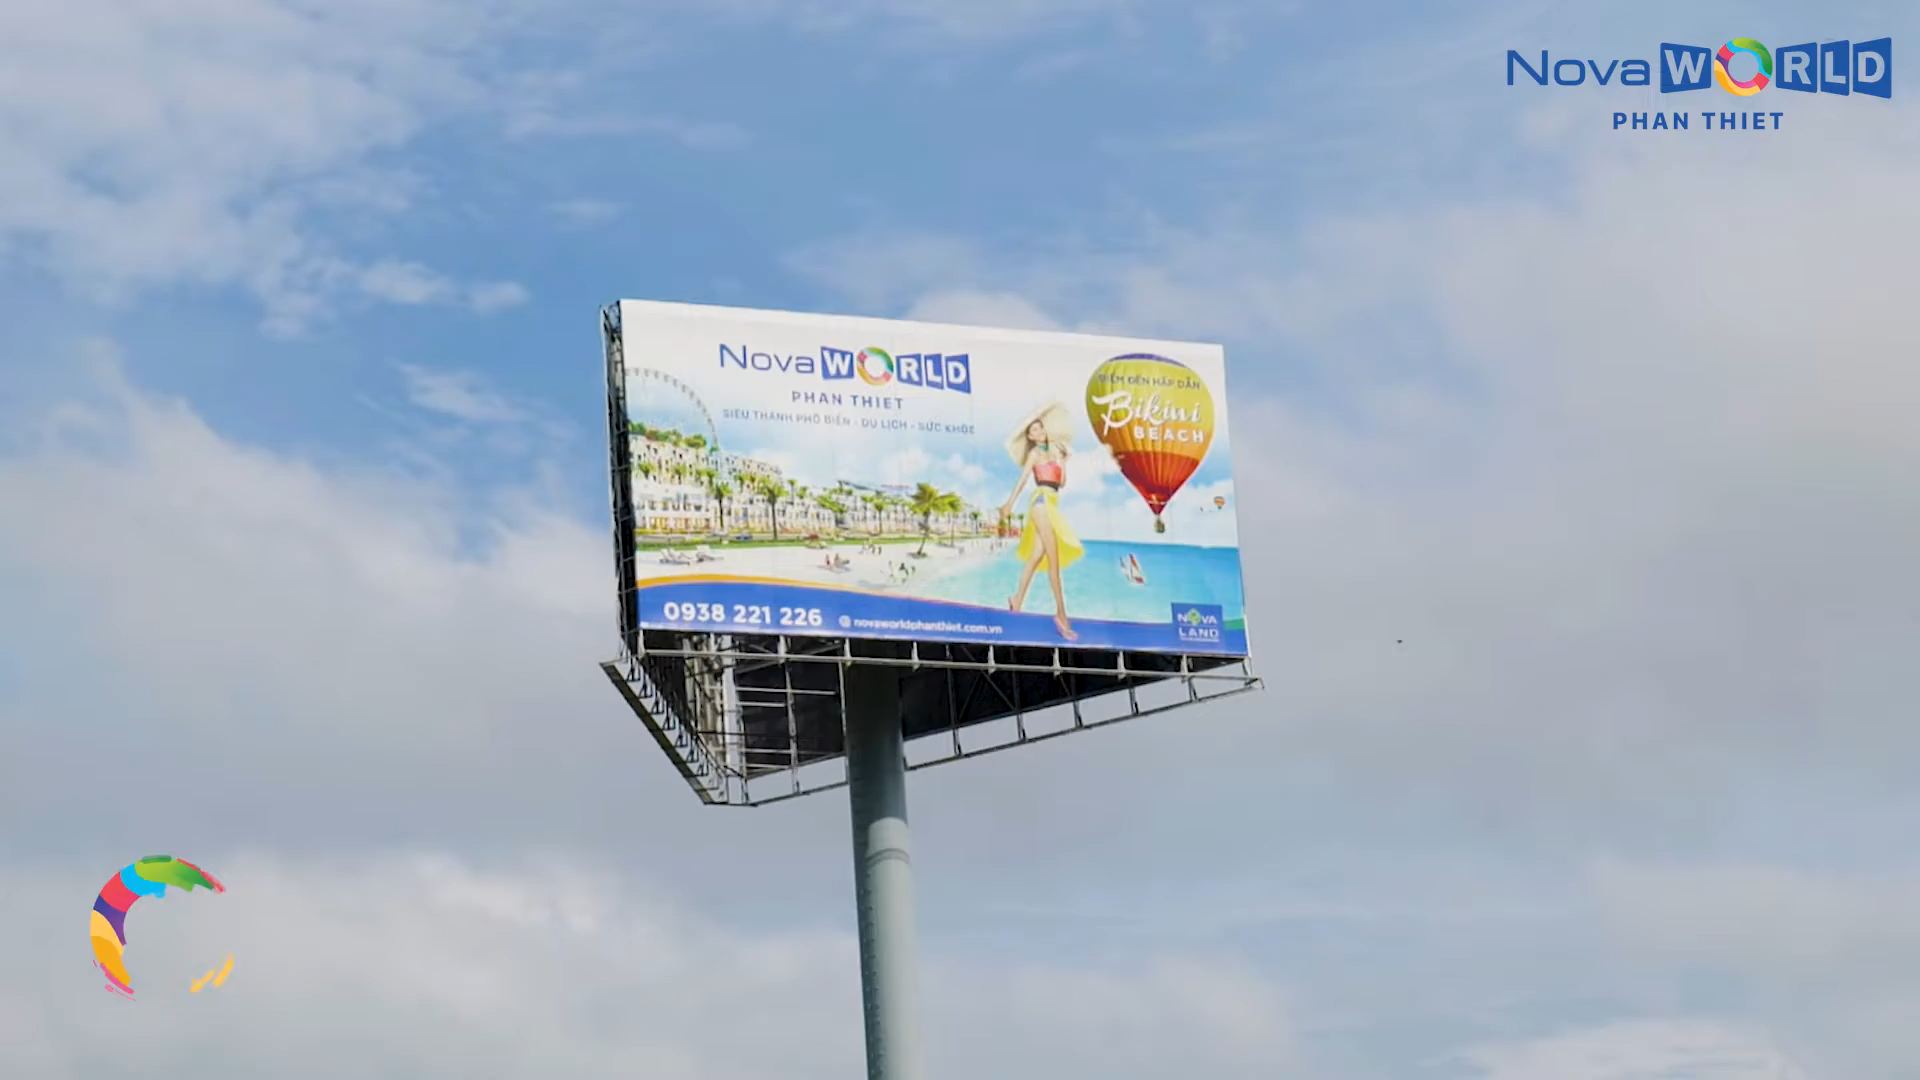 NovaWORLD
PHAN THIET
NovaWORLD
PHAN THIET
SIÊU THÀNH PHỐ BIỂN - DU LỊCH - SỨC KHỎE
ĐIỂM ĐẾN HẤP DẪN
Bikini
BEACH
0938 221 226
novaworldphanthiet.com.vn
NOVA
LAND